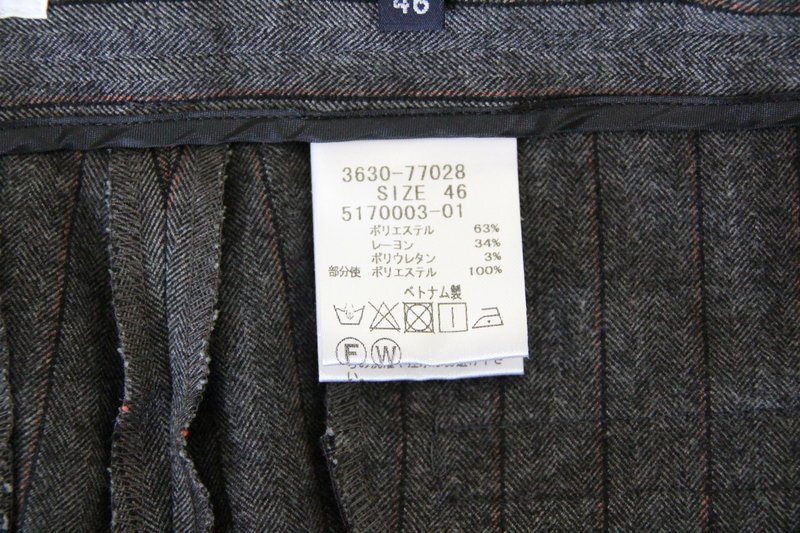 46
3630-77028
SIZE 46
5170003-01
ポリエステル 63%
レーヨン 34%
ポリウレタン 3%
部分使 ポリエステル 100%
ベトナム製
F W
い。